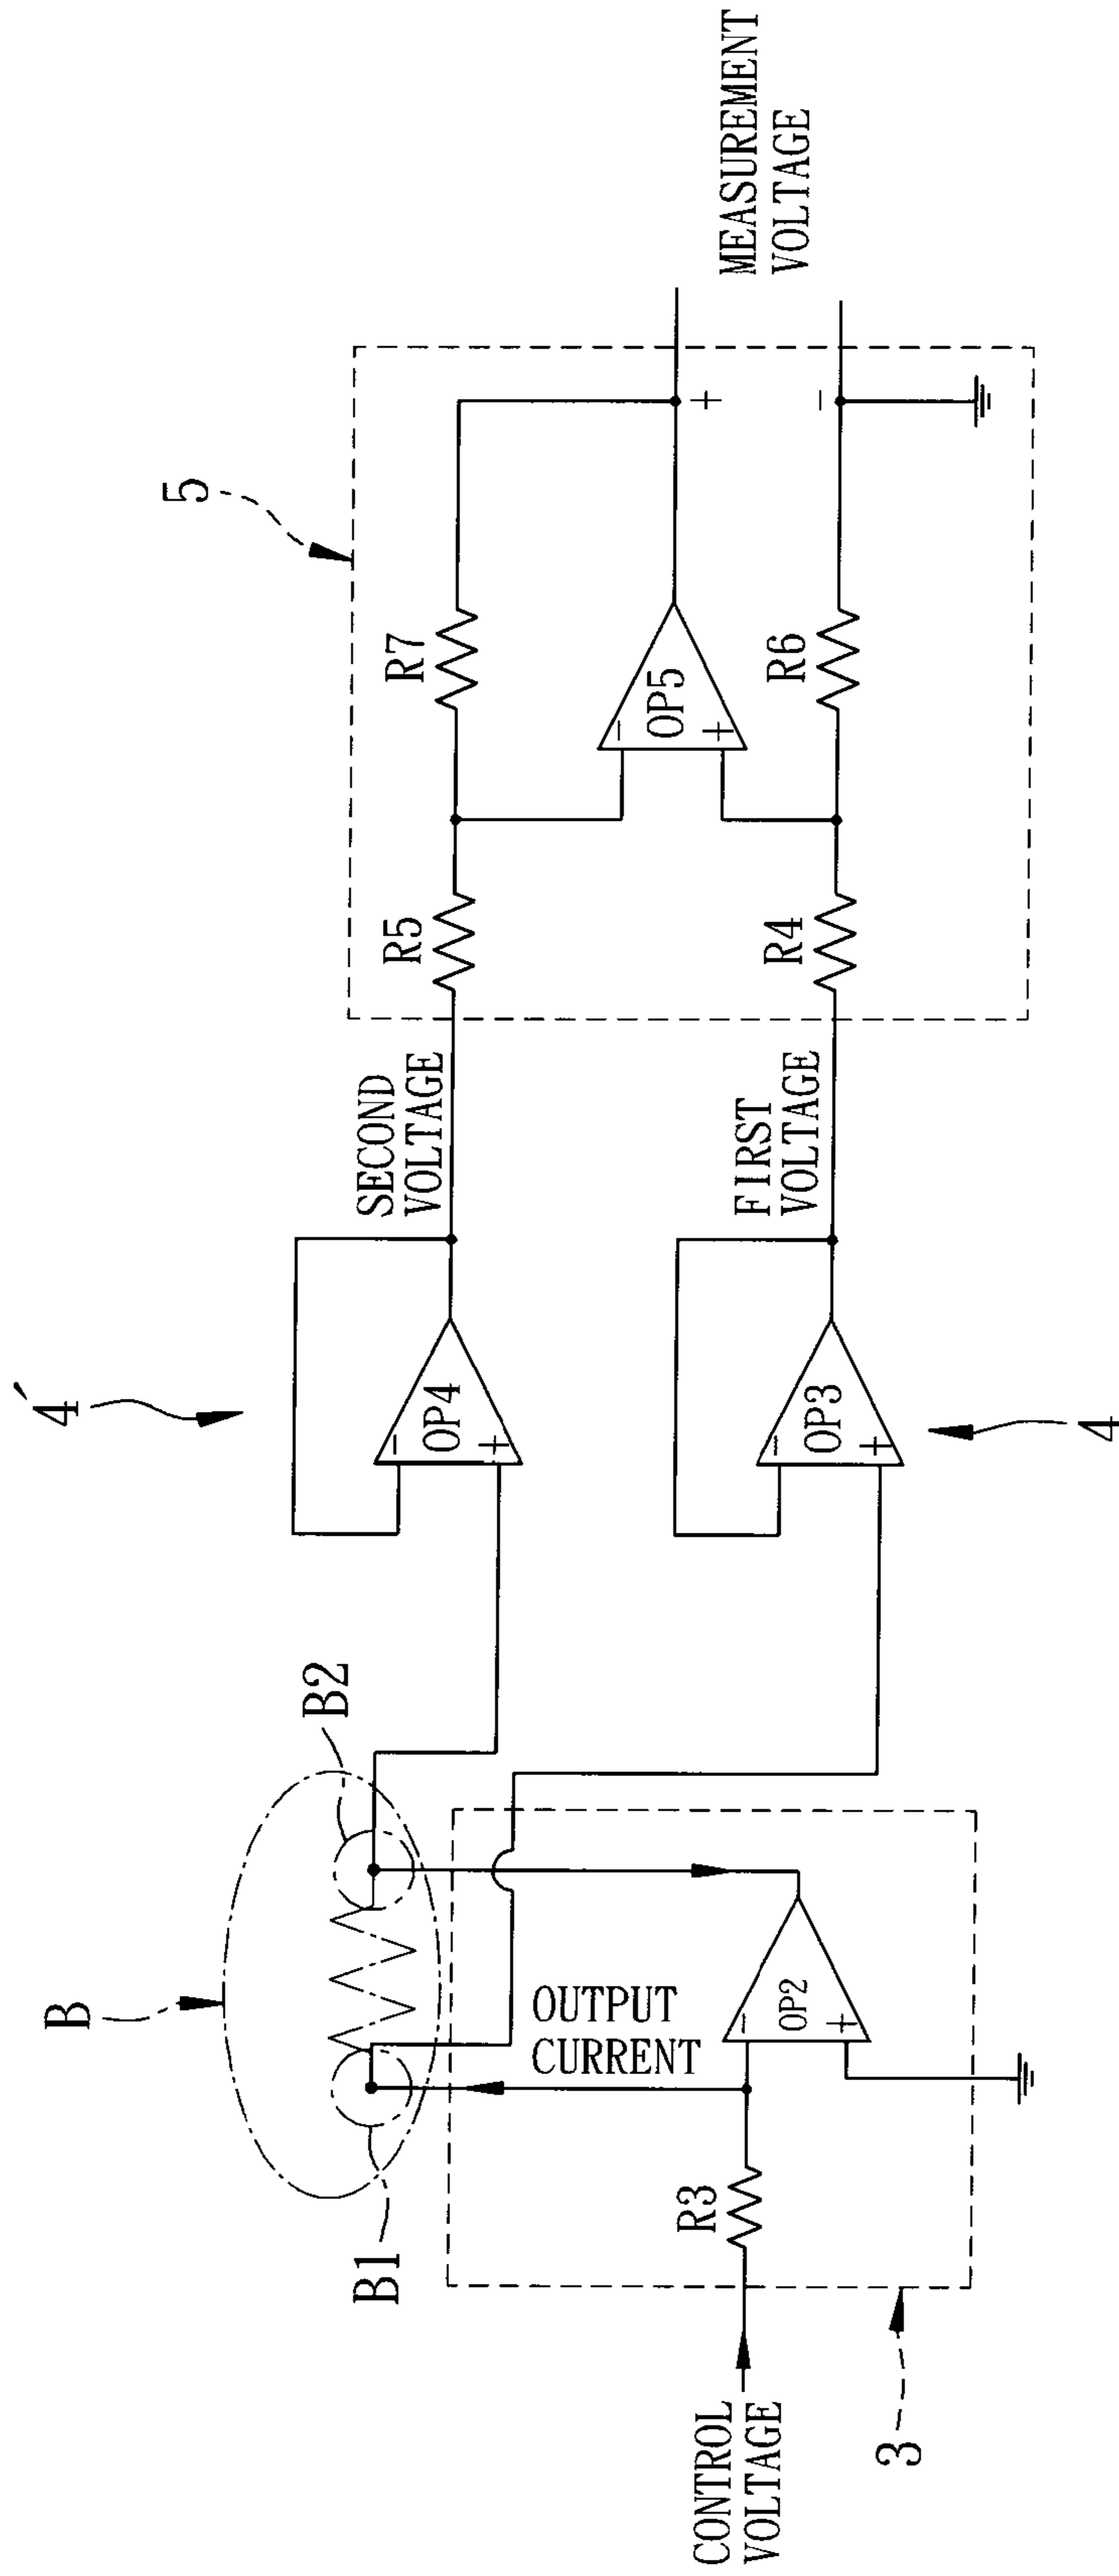 5
MEASUREMENT
VOLTAGE
R7
+
−
R5
−
OP5
+
R4
R6
SECOND
VOLTAGE
FIRST
VOLTAGE
4´
−
OP4
+
−
OP3
+
4
B
B2
B1
OUTPUT
CURRENT
−
OP2
+
R3
CONTROL
VOLTAGE
3